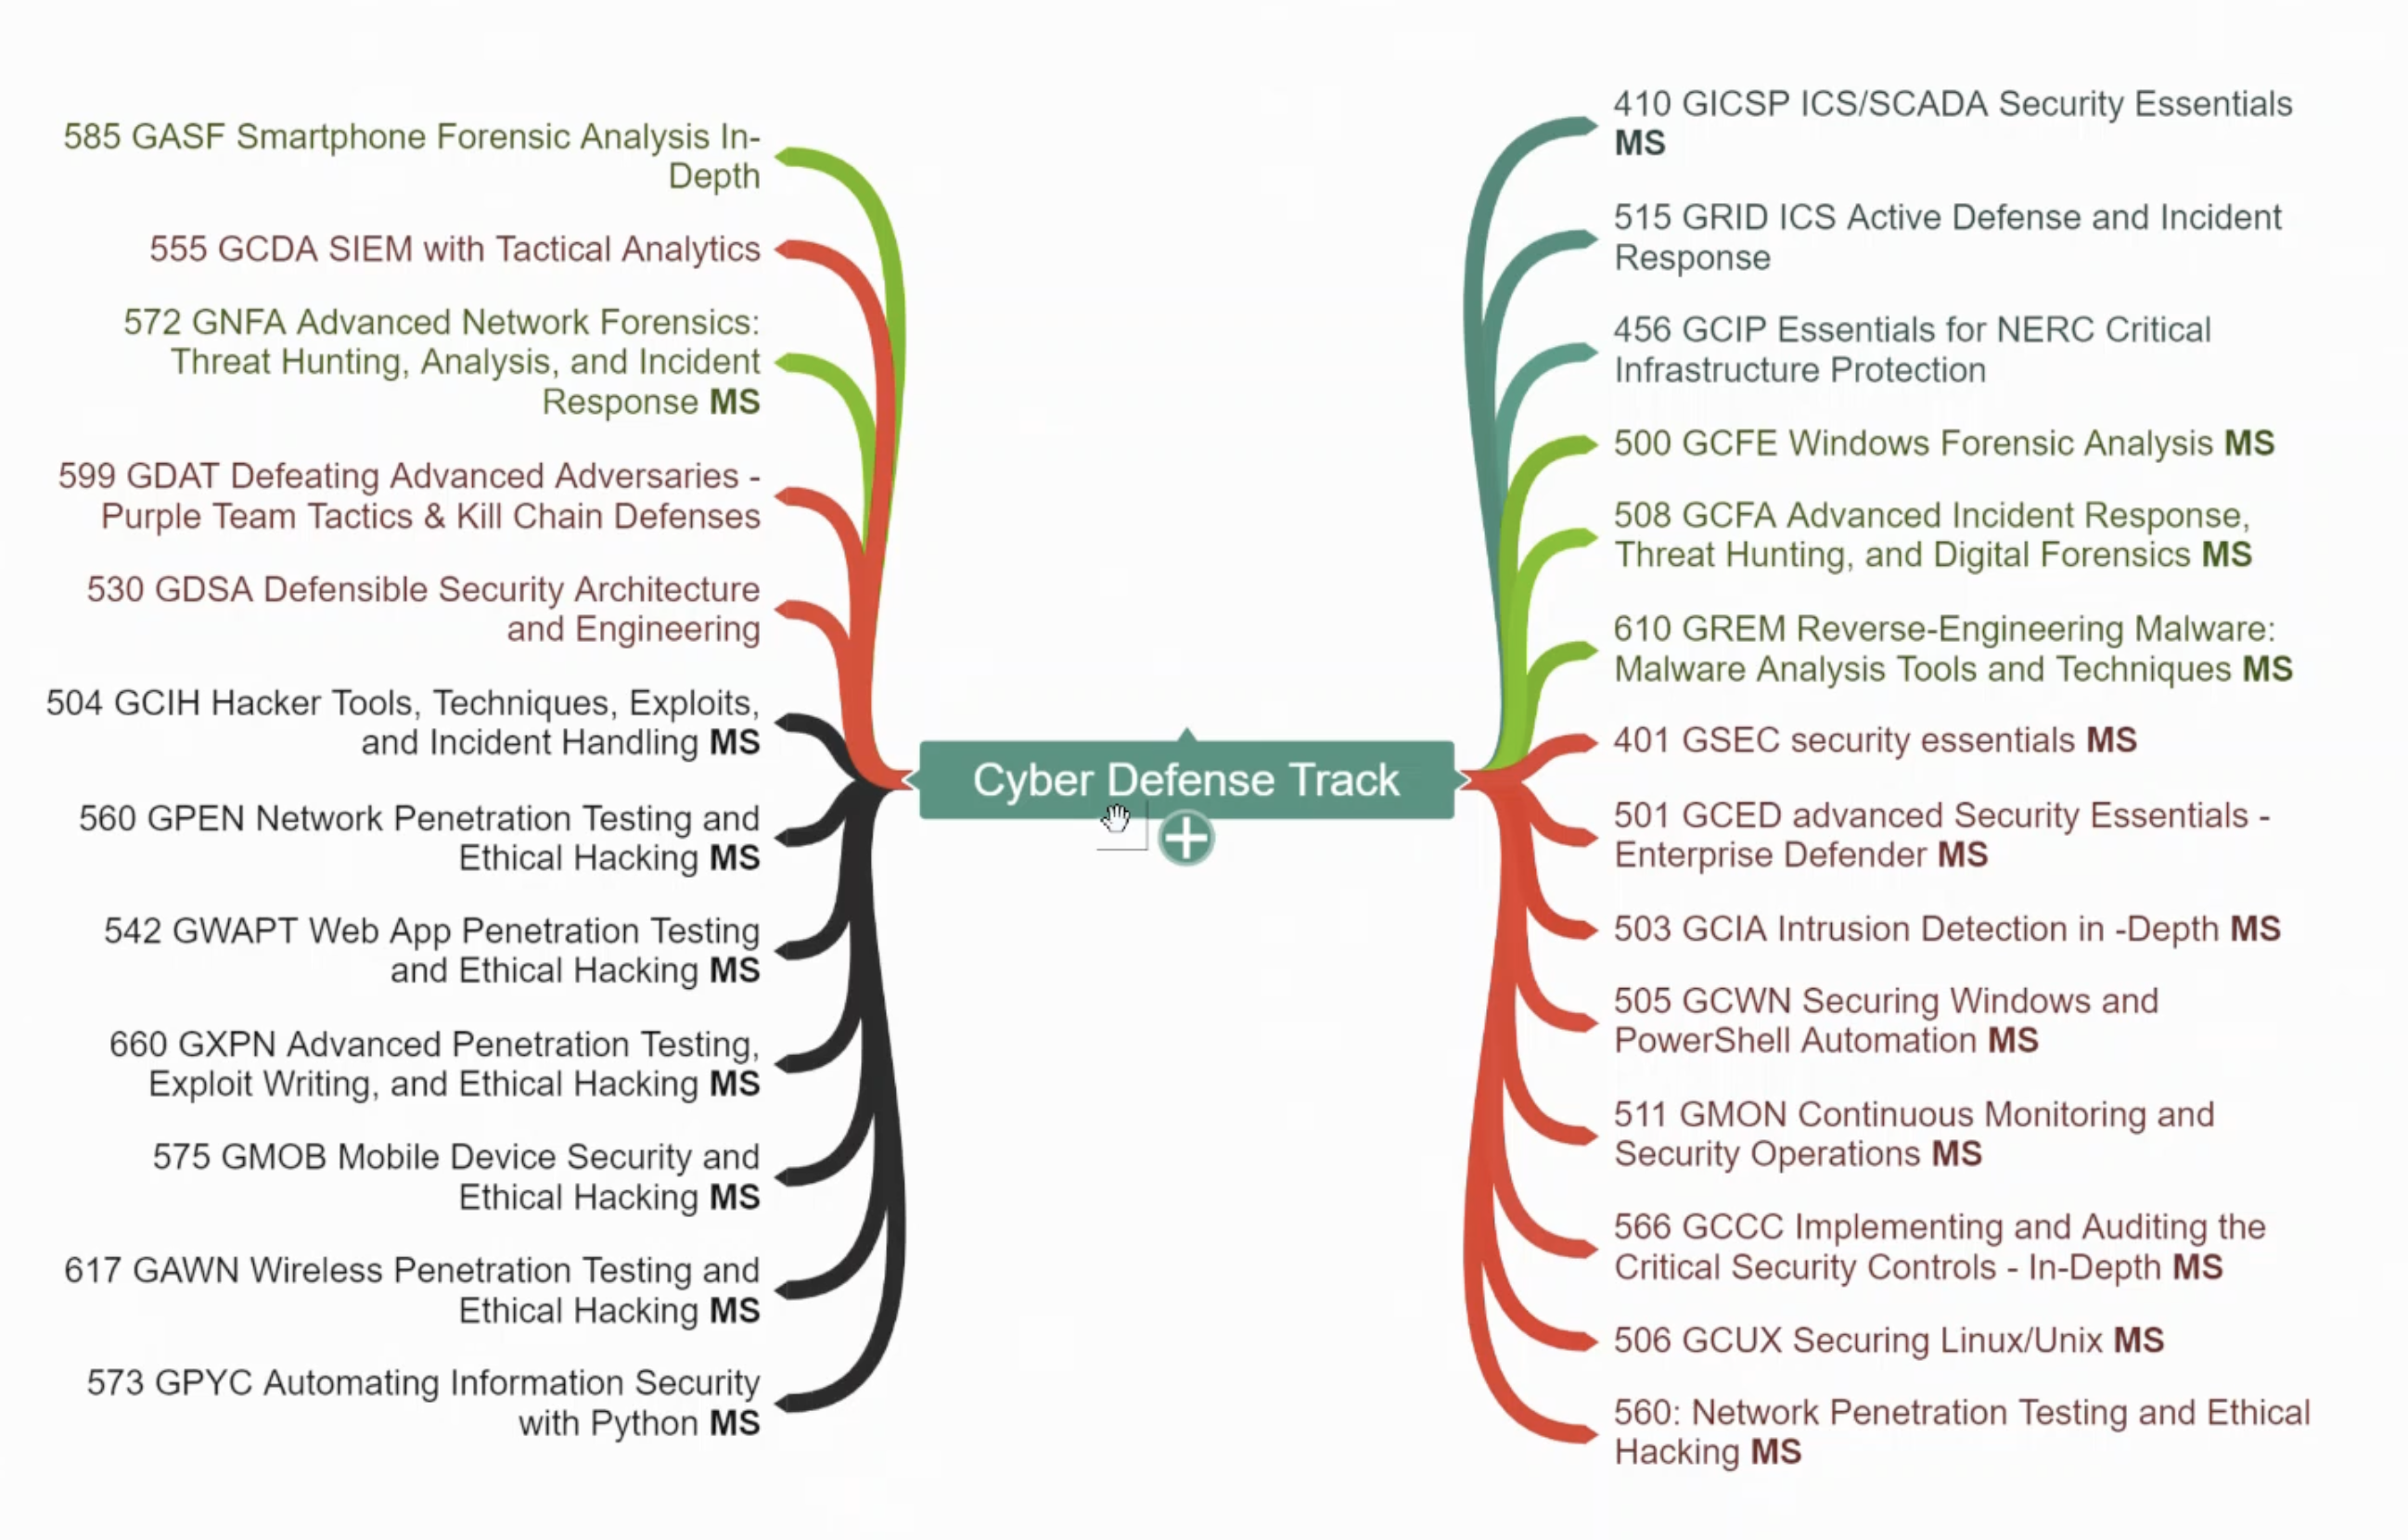 585 GASF Smartphone Forensic Analysis In-
Depth
555 GCDA SIEM with Tactical Analytics
572 GNFA Advanced Network Forensics:
Threat Hunting, Analysis, and Incident
Response MS
599 GDAT Defeating Advanced Adversaries -
Purple Team Tactics & Kill Chain Defenses
530 GDSA Defensible Security Architecture
and Engineering
504 GCIH Hacker Tools, Techniques, Exploits,
and Incident Handling MS
560 GPEN Network Penetration Testing and
Ethical Hacking MS
542 GWAPT Web App Penetration Testing
and Ethical Hacking MS
660 GXPN Advanced Penetration Testing,
Exploit Writing, and Ethical Hacking MS
575 GMOB Mobile Device Security and
Ethical Hacking MS
617 GAWN Wireless Penetration Testing and
Ethical Hacking MS
573 GPYC Automating Information Security
with Python MS
Cyber Defense Track
410 GICSP ICS/SCADA Security Essentials
MS
515 GRID ICS Active Defense and Incident
Response
456 GCIP Essentials for NERC Critical
Infrastructure Protection
500 GCFE Windows Forensic Analysis MS
508 GCFA Advanced Incident Response,
Threat Hunting, and Digital Forensics MS
610 GREM Reverse-Engineering Malware:
Malware Analysis Tools and Techniques MS
401 GSEC security essentials MS
501 GCED advanced Security Essentials -
Enterprise Defender MS
503 GCIA Intrusion Detection in -Depth MS
505 GCWN Securing Windows and
PowerShell Automation MS
511 GMON Continuous Monitoring and
Security Operations MS
566 GCCC Implementing and Auditing the
Critical Security Controls - In-Depth MS
506 GCUX Securing Linux/Unix MS
560: Network Penetration Testing and Ethical
Hacking MS